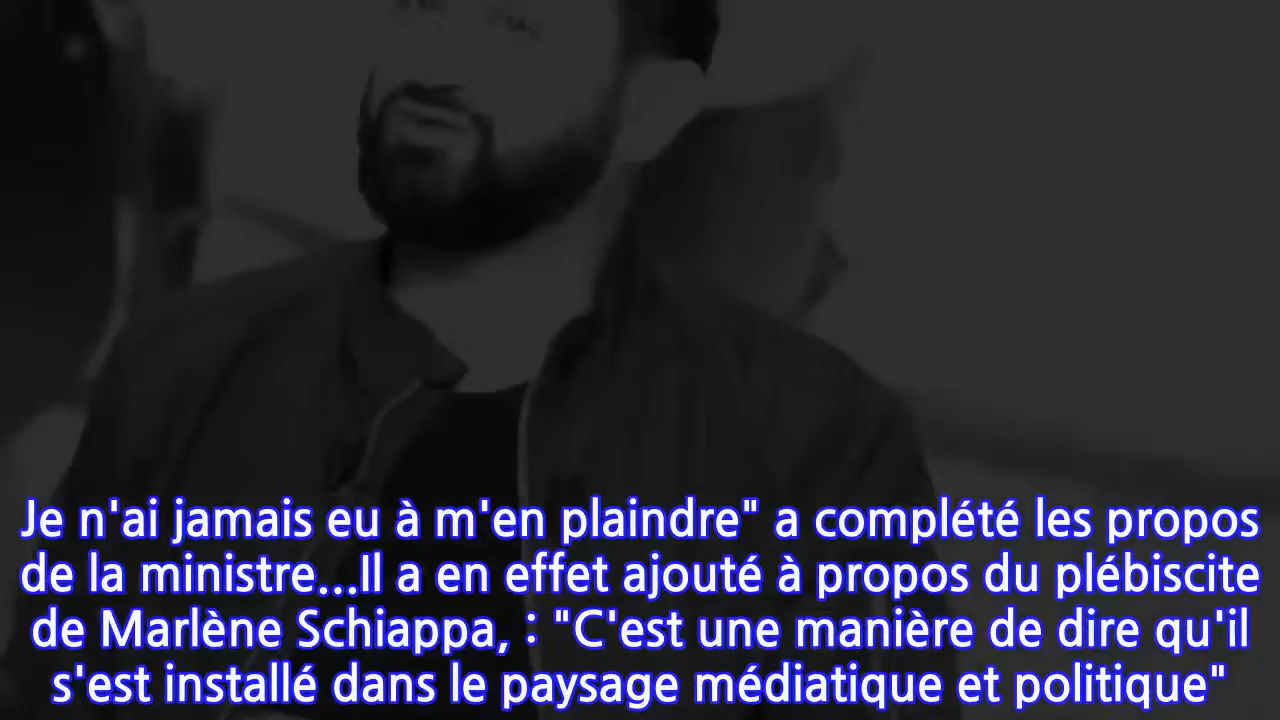 Je n'ai jamais eu à m'en plaindre" a complété les propos
de la ministre...Il a en effet ajouté à propos du plébiscite
de Marlène Schiappa, : "C'est une manière de dire qu'il
s'est installé dans le paysage médiatique et politique"